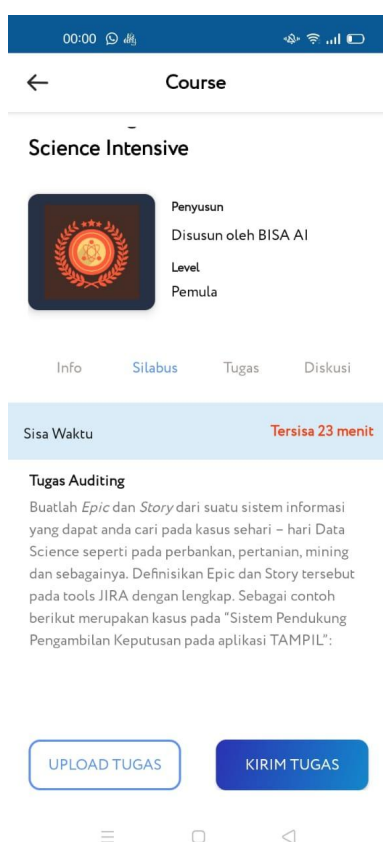 00:00
Course
Science Intensive
Penyusun
Disusun oleh BISA AI
Level
Pemula
Info Silabus Tugas Diskusi
Sisa Waktu Tersisa 23 menit
Tugas Auditing
Buatlah Epic dan Story dari suatu sistem informasi
yang dapat anda cari pada kasus sehari – hari Data
Science seperti pada perbankan, pertanian, mining
dan sebagainya. Definisikan Epic dan Story tersebut
pada tools JIRA dengan lengkap. Sebagai contoh
berikut merupakan kasus pada “Sistem Pendukung
Pengambilan Keputusan pada aplikasi TAMPIL”:
UPLOAD TUGAS KIRIM TUGAS